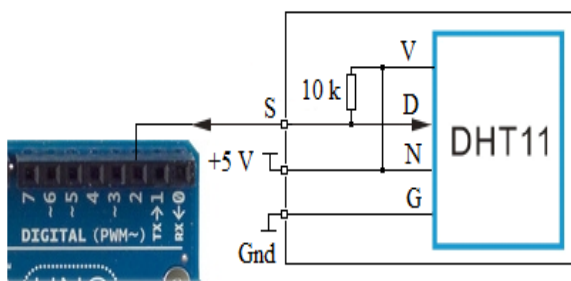 V
10 k
S
D
DHT11
+5 V
N
G
Gnd
7
~6
~5
4
~3
2
TX→1
RX←0
DIGITAL (PWM~)